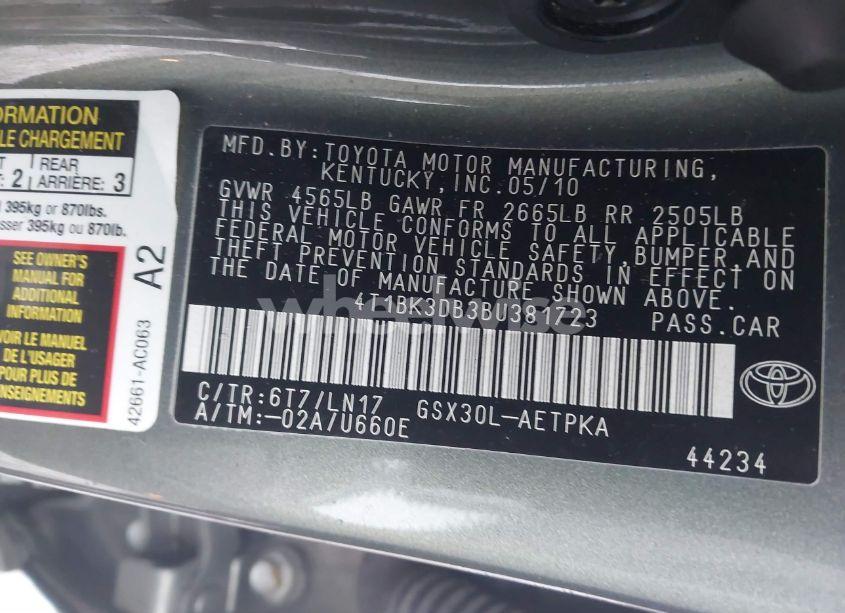 ORMATION
LE CHARGEMENT
2
REAR
ARRIÈRE: 3
395kg or 870lbs.
sser 395kg ou 870lb.
SEE OWNER'S
MANUAL FOR
ADDITIONAL
INFORMATION
VOIR LE MANUEL
DE L'USAGER
POUR PLUS DE
ENSEIGNEMENTS
A2
42661-AC063
MFD.BY:TOYOTA MOTOR MANUFACTURING,
KENTUCKY,INC.05/10
GVWR 4565LB GAWR FR 2665LB RR 2505LB
THIS VEHICLE CONFORMS TO ALL APPLICABLE
FEDERAL MOTOR VEHICLE SAFETY,BUMPER,AND
THEFT PREVENTION STANDARDS IN EFFECT ON
THE DATE OF MANUFACTURE SHOWN ABOVE.
4T1BK3DB3BU381723 PASS.CAR
wheelwise
C/TR:6T7/LN17 GSX30L-AETPKA
A/TM:-02A/U660E
44234